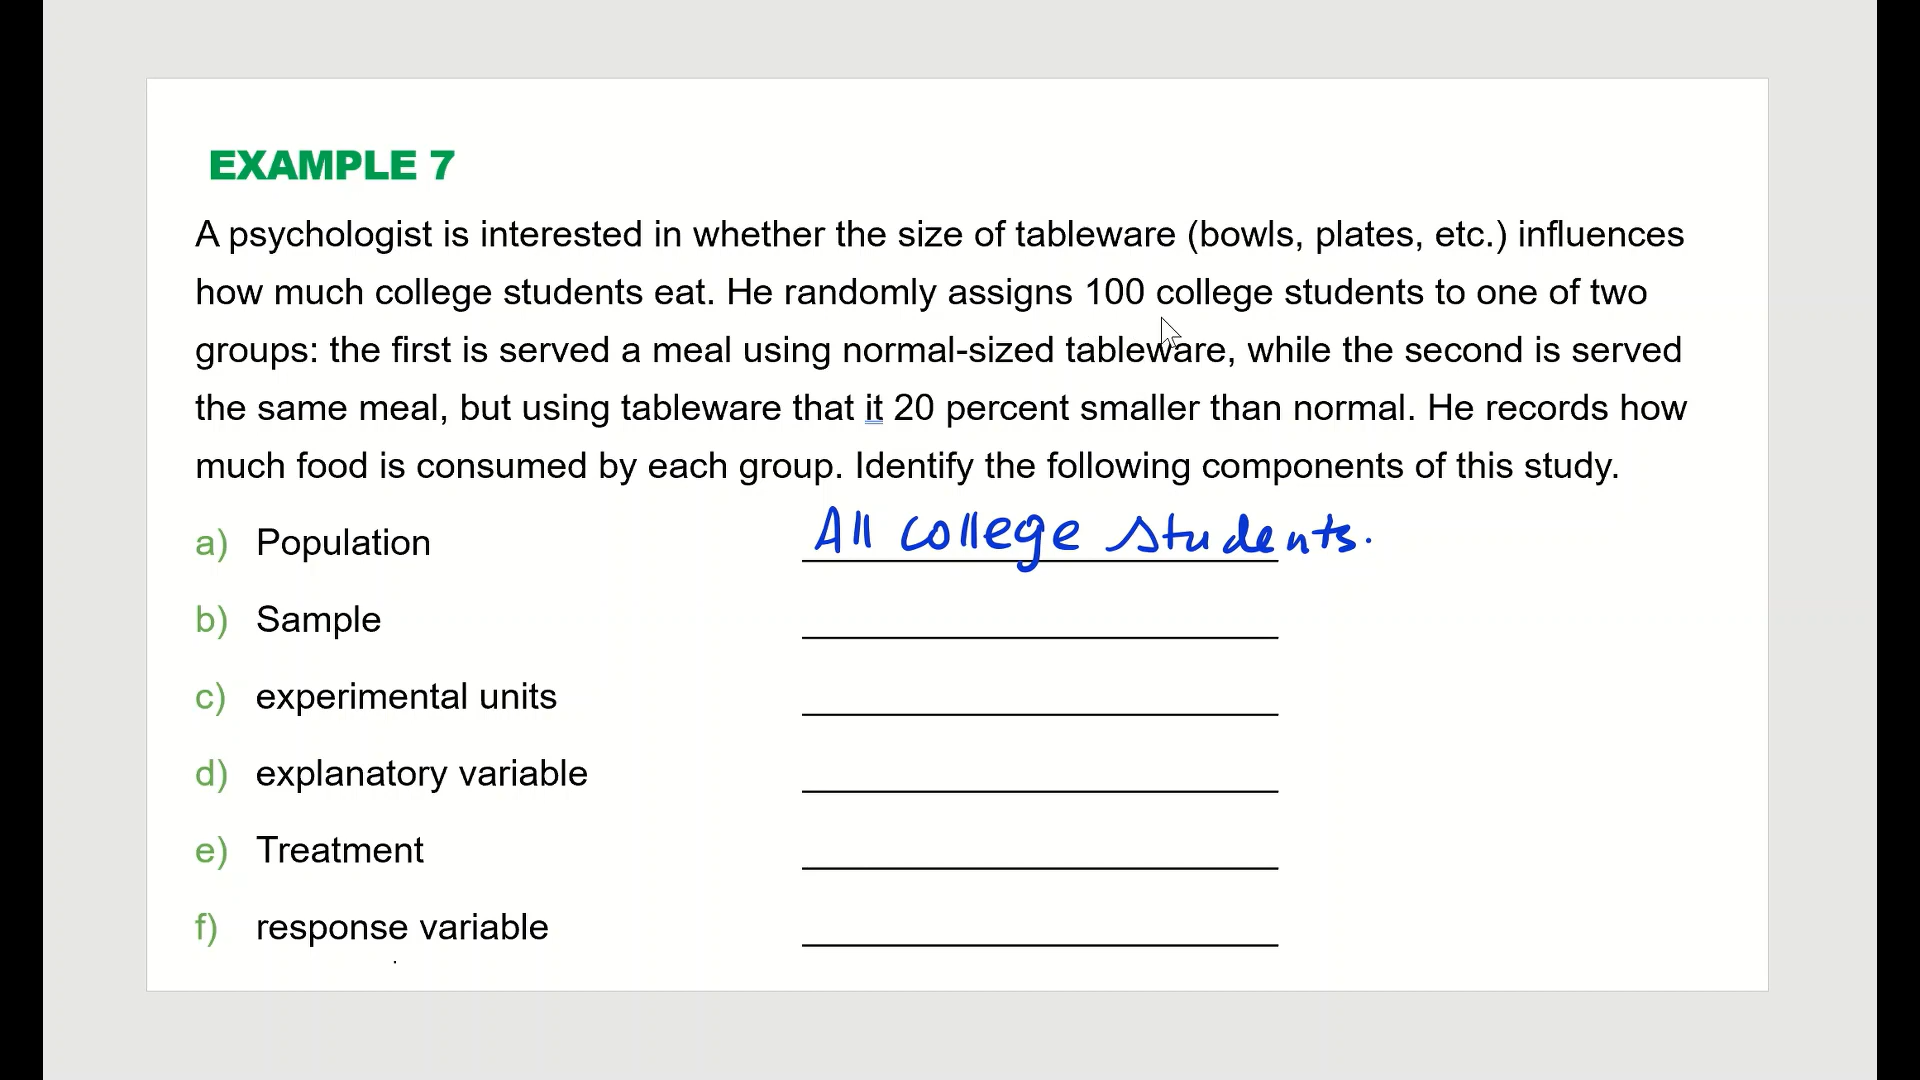 EXAMPLE 7
A psychologist is interested in whether the size of tableware (bowls, plates, etc.) influences
how much college students eat. He randomly assigns 100 college students to one of two
groups: the first is served a meal using normal-sized tableware, while the second is served
the same meal, but using tableware that it 20 percent smaller than normal. He records how
much food is consumed by each group. Identify the following components of this study.
a) Population All college students.
b) Sample
c) experimental units
d) explanatory variable
e) Treatment
f) response variable